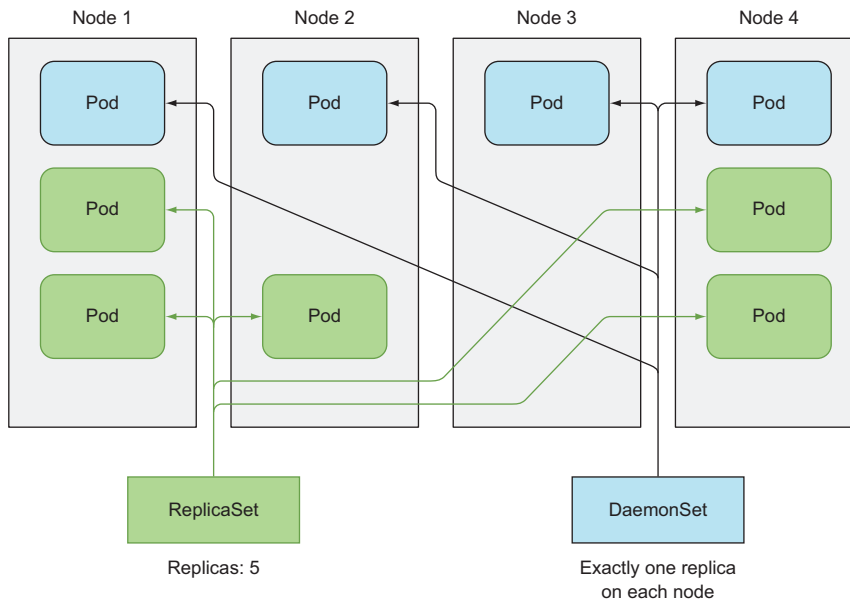 Node 1
Node 2
Node 3
Node 4
Pod
Pod
Pod
Pod
Pod
Pod
Pod
Pod
Pod
ReplicaSet
DaemonSet
Replicas: 5
Exactly one replica
on each node